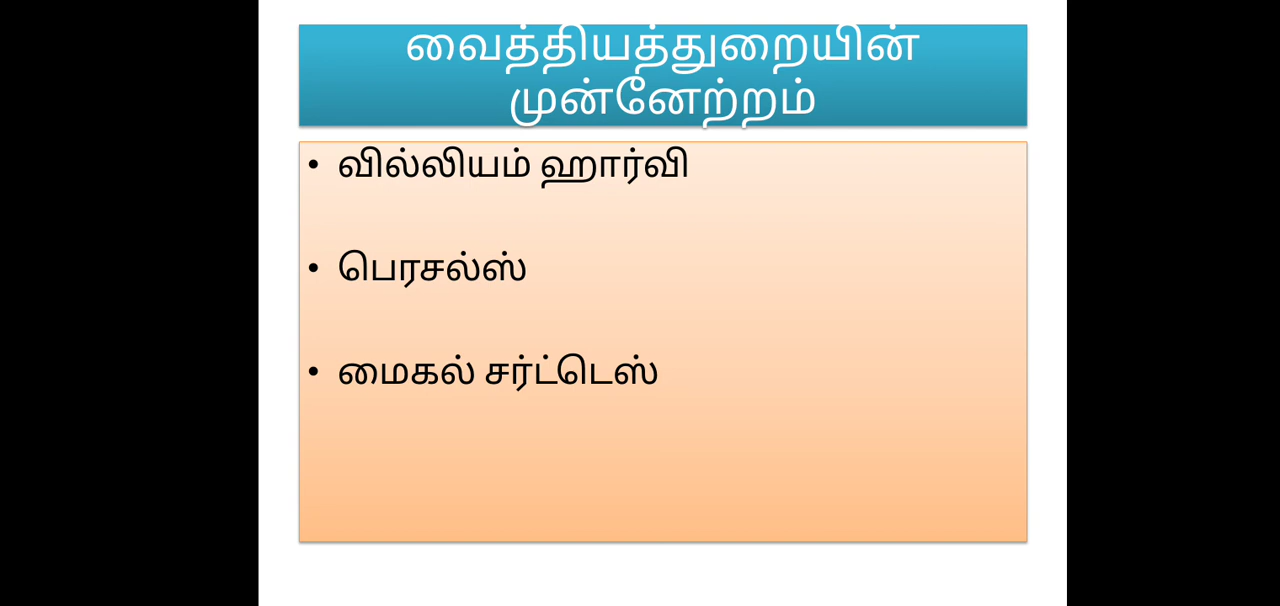 வைத்தியத்துறையின்
முன்னேற்றம்
• வில்லியம் ஹார்வி
• பெரசல்ஸ்
• மைகல் சர்ட்டெஸ்